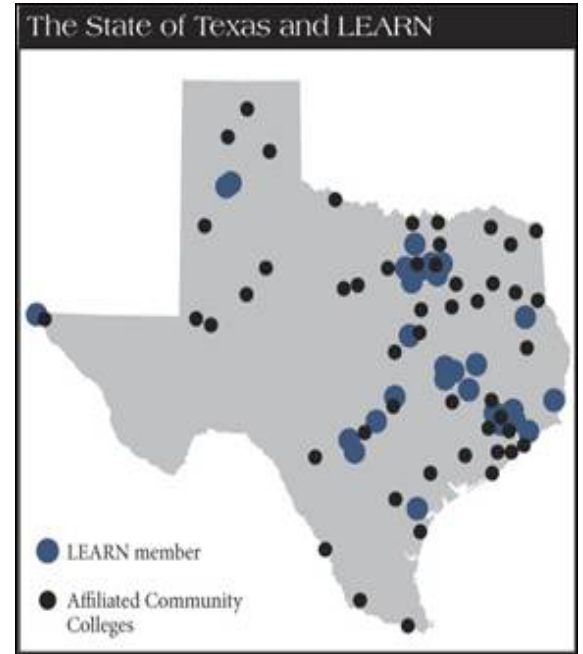 The State of Texas and LEARN
LEARN member
Affiliated Community
Colleges